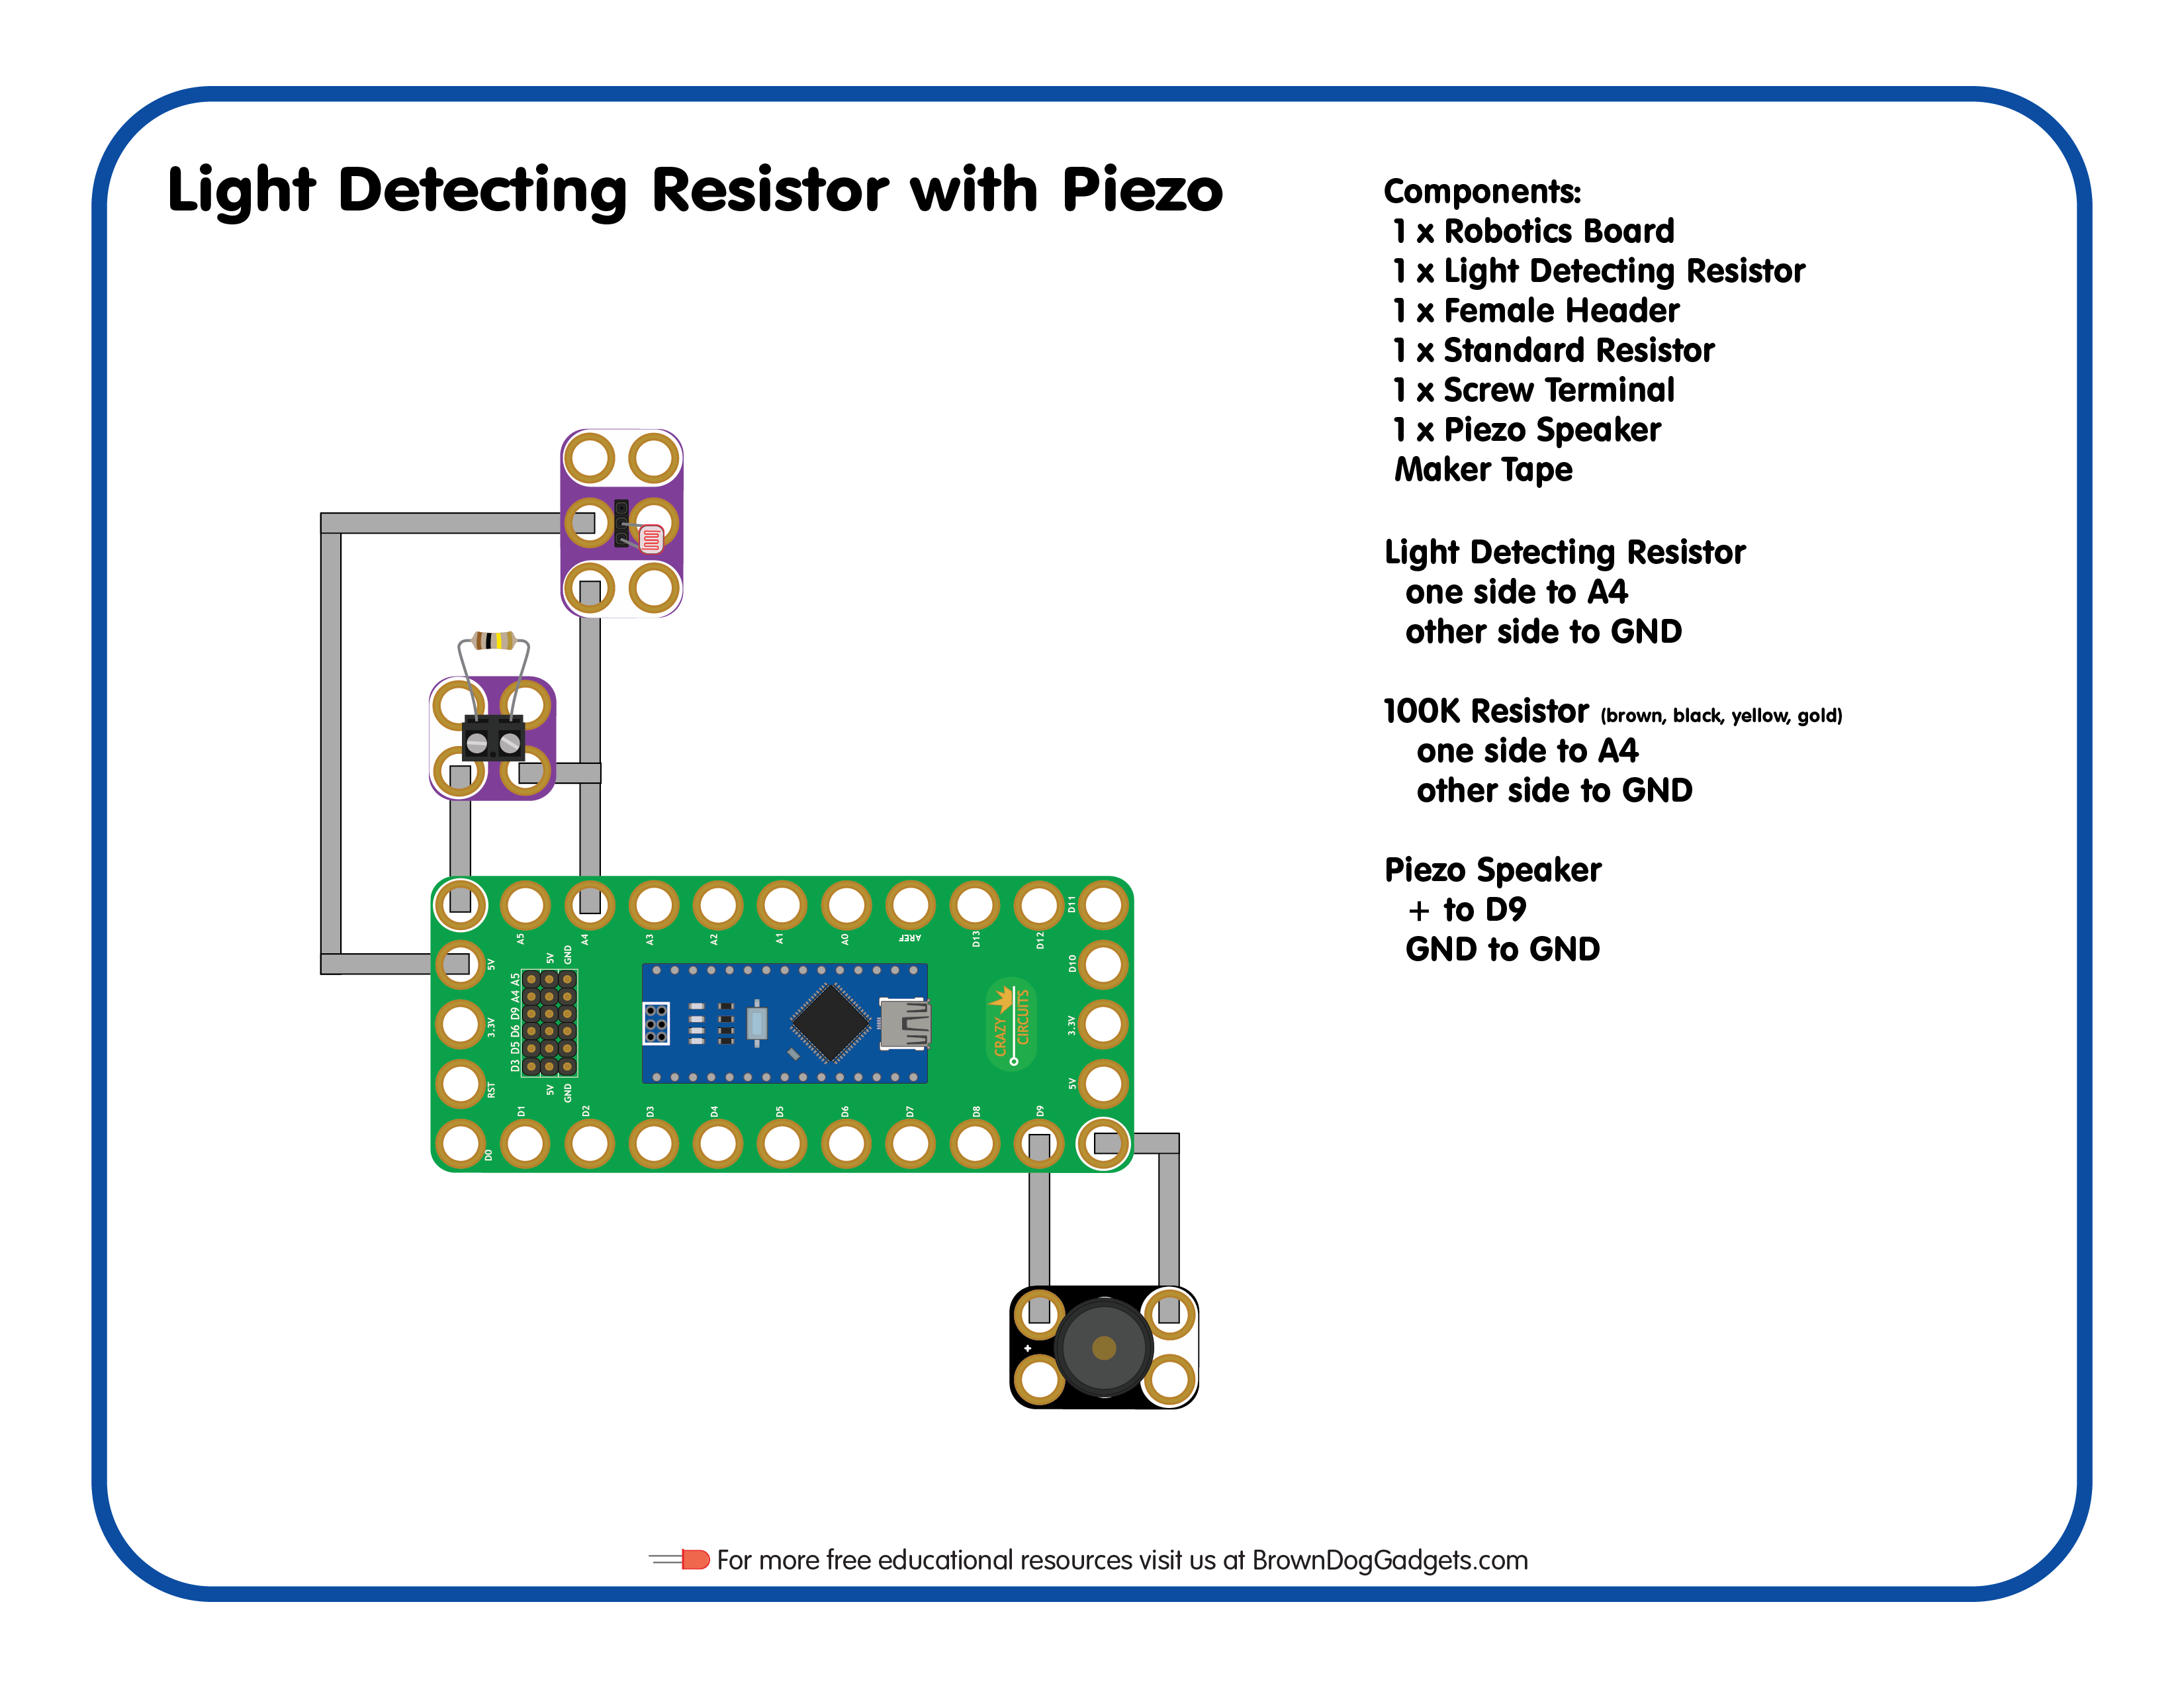 Light Detecting Resistor with Piezo
Components:
1 x Robotics Board
1 x Light Detecting Resistor
1 x Female Header
1 x Standard Resistor
1 x Screw Terminal
1 x Piezo Speaker
Maker Tape
Light Detecting Resistor
one side to A4
other side to GND
100K Resistor (brown, black, yellow, gold)
one side to A4
other side to GND
Piezo Speaker
+ to D9
GND to GND
A5
A4
A3
A2
A1
A0
AREF
D13
D12
D11
5V
3.3V
RST
D0
5V
GND
A5
A4
D9
D6
D5
D3
5V
GND
CRAZY
CIRCUITS
D10
3.3V
5V
D1
D2
D3
D4
D5
D6
D7
D8
D9
+
For more free educational resources visit us at BrownDogGadgets.com